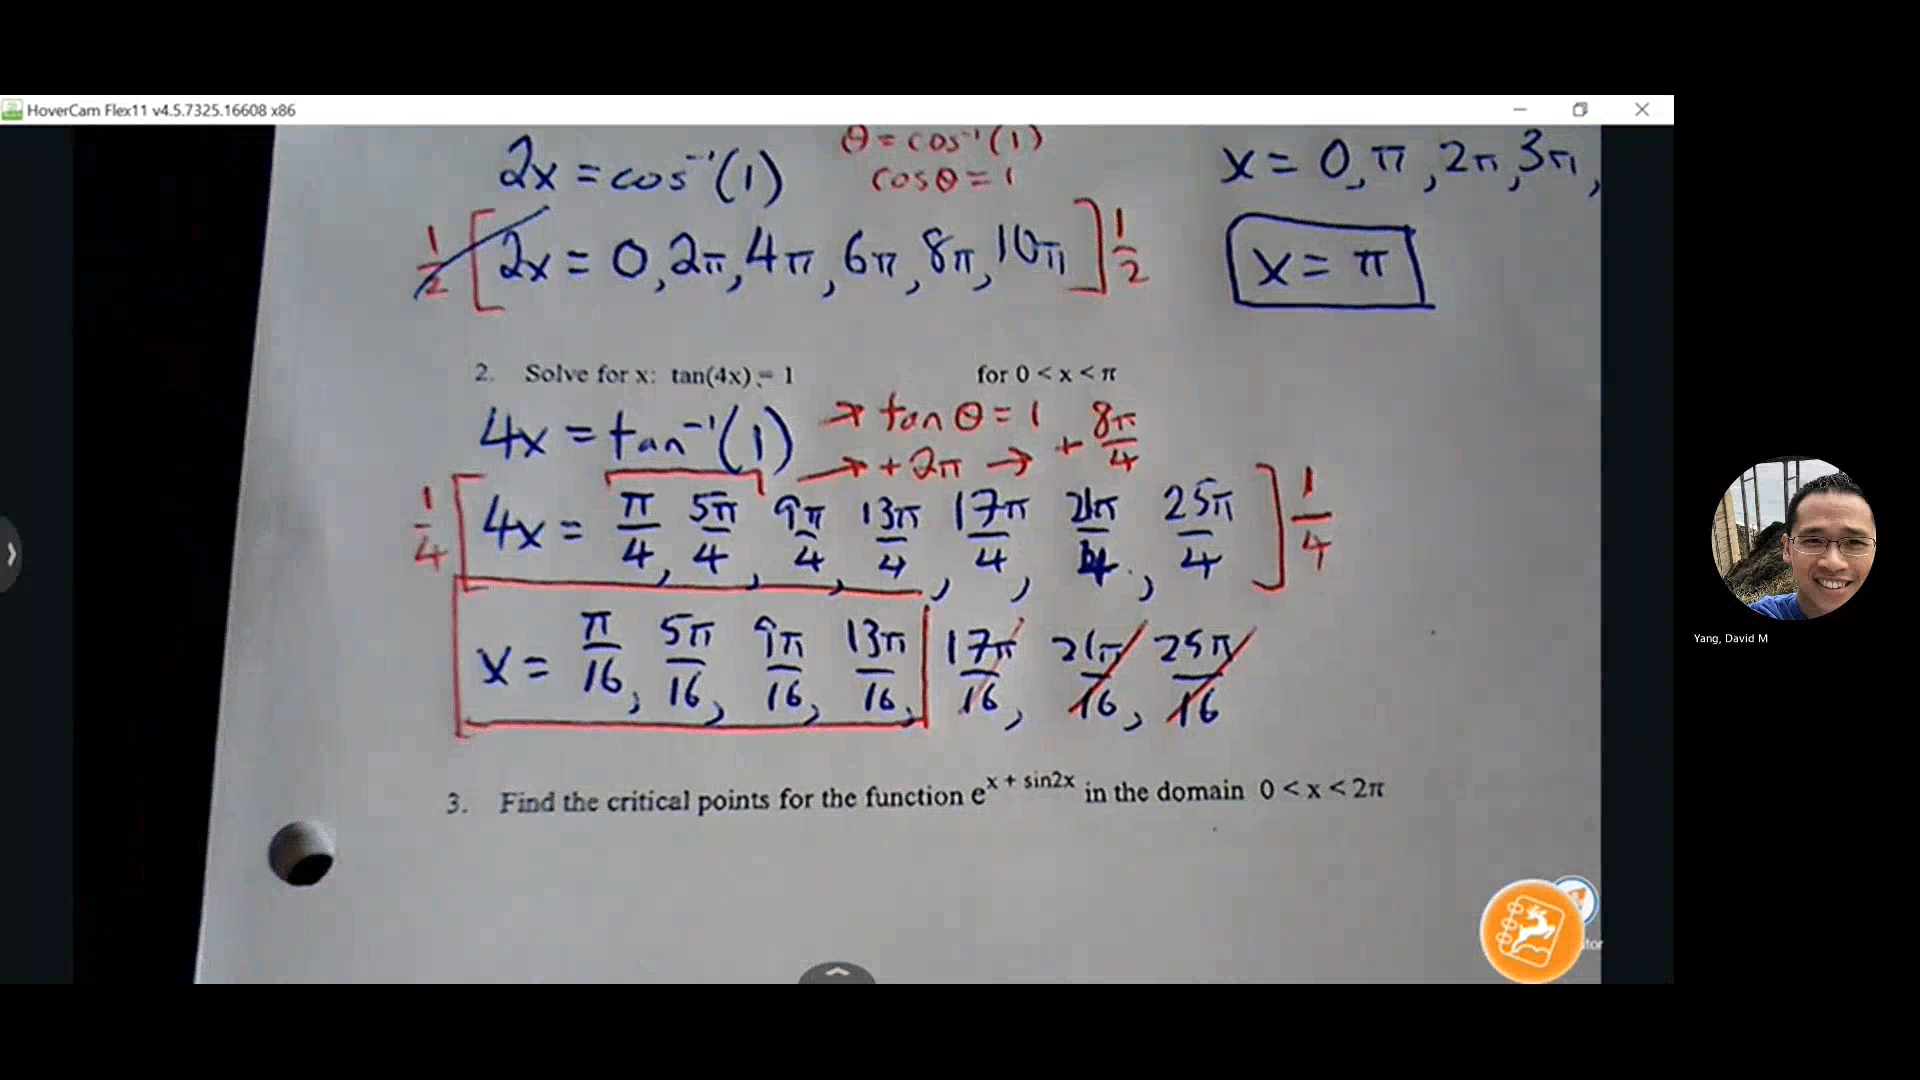 HoverCam Flex11 v4.5.7325.16608 x86
θ = cos⁻¹(1)
2x = cos⁻¹(1)
cosθ = 1
x = 0, π, 2π, 3π,
1/2 [2x = 0, 2π, 4π, 6π, 8π, 10π] 1/2
x = π
2. Solve for x: tan(4x) = 1 for 0 < x < π
4x = tan⁻¹(1) → tan θ = 1
→ + 2π → + 8π/4
1/4 [4x = π/4, 5π/4, 9π/4, 13π/4, 17π/4, 21π/4, 25π/4] 1/4
x = π/16, 5π/16, 9π/16, 13π/16, 17π/16, 21π/16, 25π/16
Yang, David M
3. Find the critical points for the function e^(x + sin2x) in the domain 0 < x < 2π